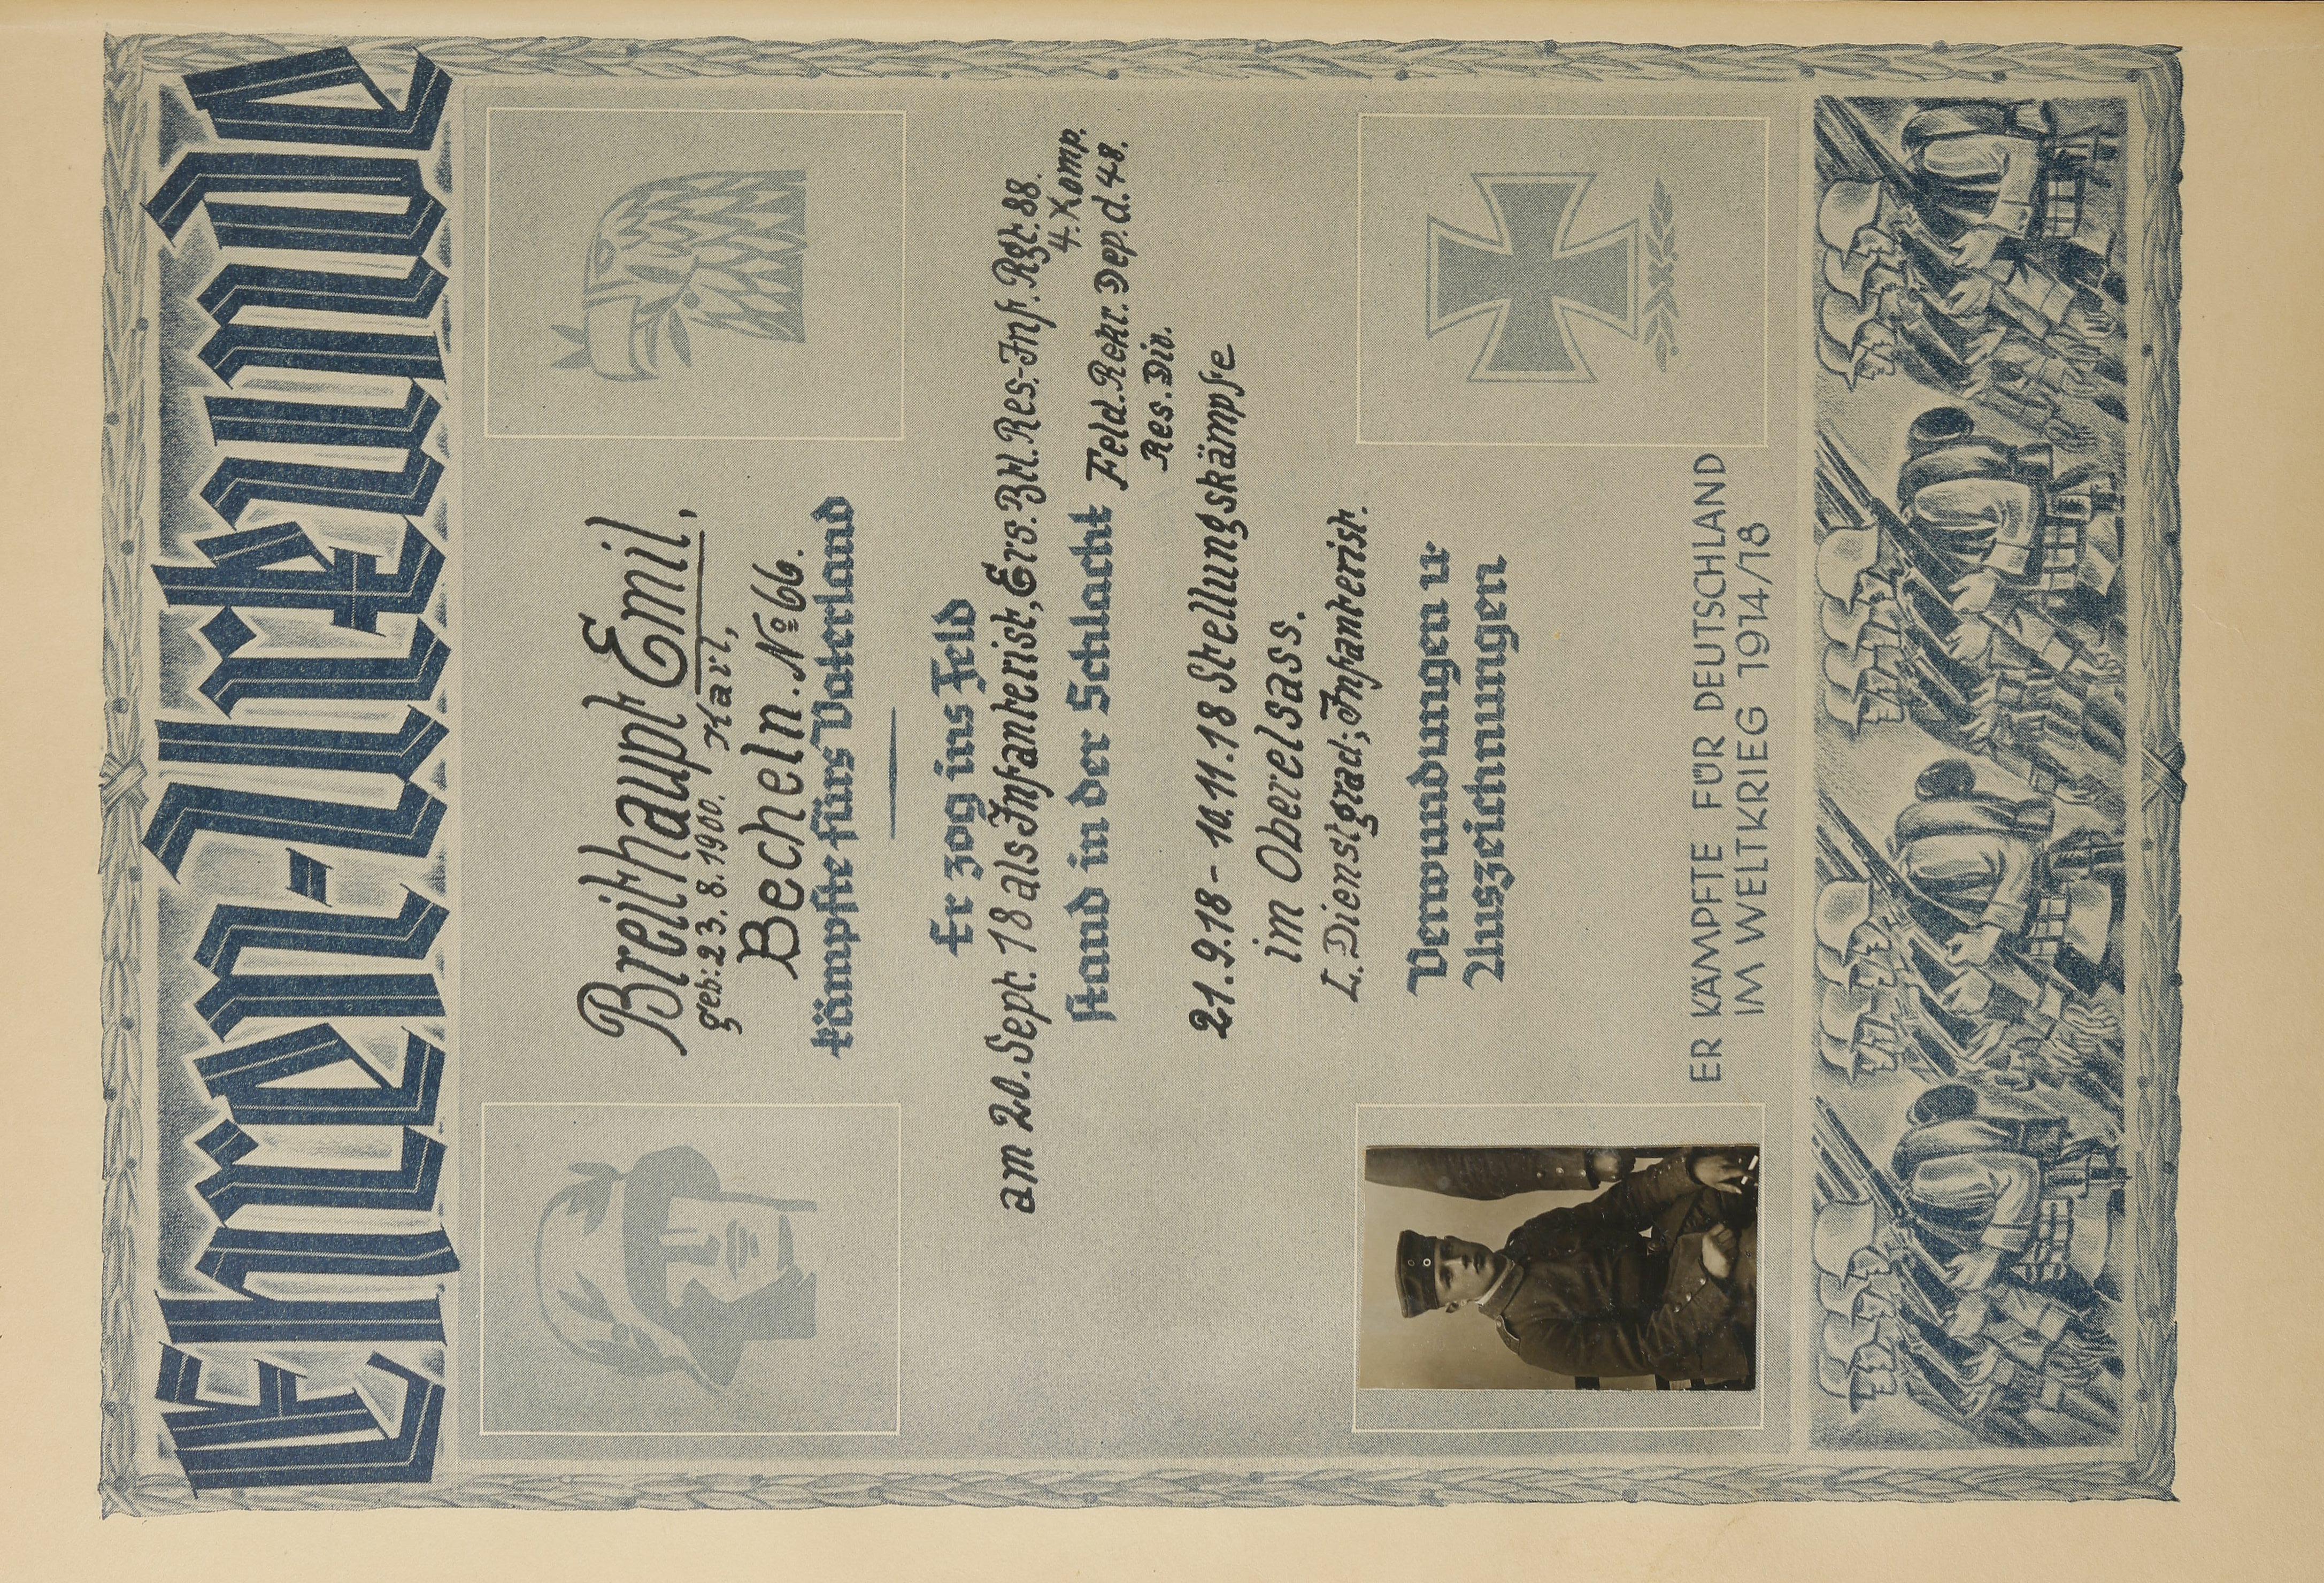 Ehren-Urkunde
Breithaupt Emil,
geb: 23.8.1900. Karl,
Becheln. No 66.
kämpfte fürs Vaterland
Er zog ins Feld
am 20. Sept. 18 als Infanterist, Ers. Btl. Res.-Inf. Rgt. 88.
4. Komp.
stand in der Schlacht Feld. Rekr. Dep. d. 48.
Res. Div.
21.9.18 - 10.11.18 Stellungskämpfe
im Oberelsass.
L. Dienstgrad; Infanterist.
Verwundungen u.
Auszeichnungen
ER KÄMPFTE FÜR DEUTSCHLAND
IM WELTKRIEG 1914/18